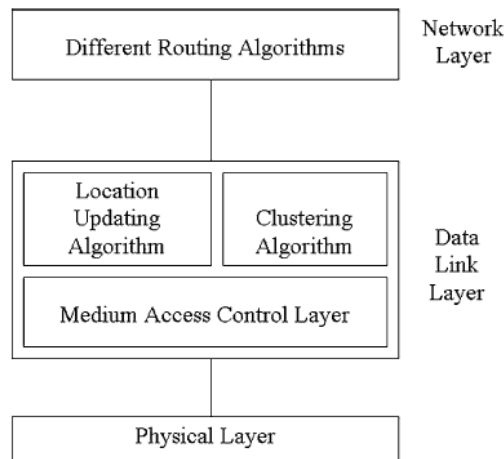 Different Routing Algorithms
Network
Layer
Location
Updating
Algorithm
Clustering
Algorithm
Data
Link
Layer
Medium Access Control Layer
Physical Layer